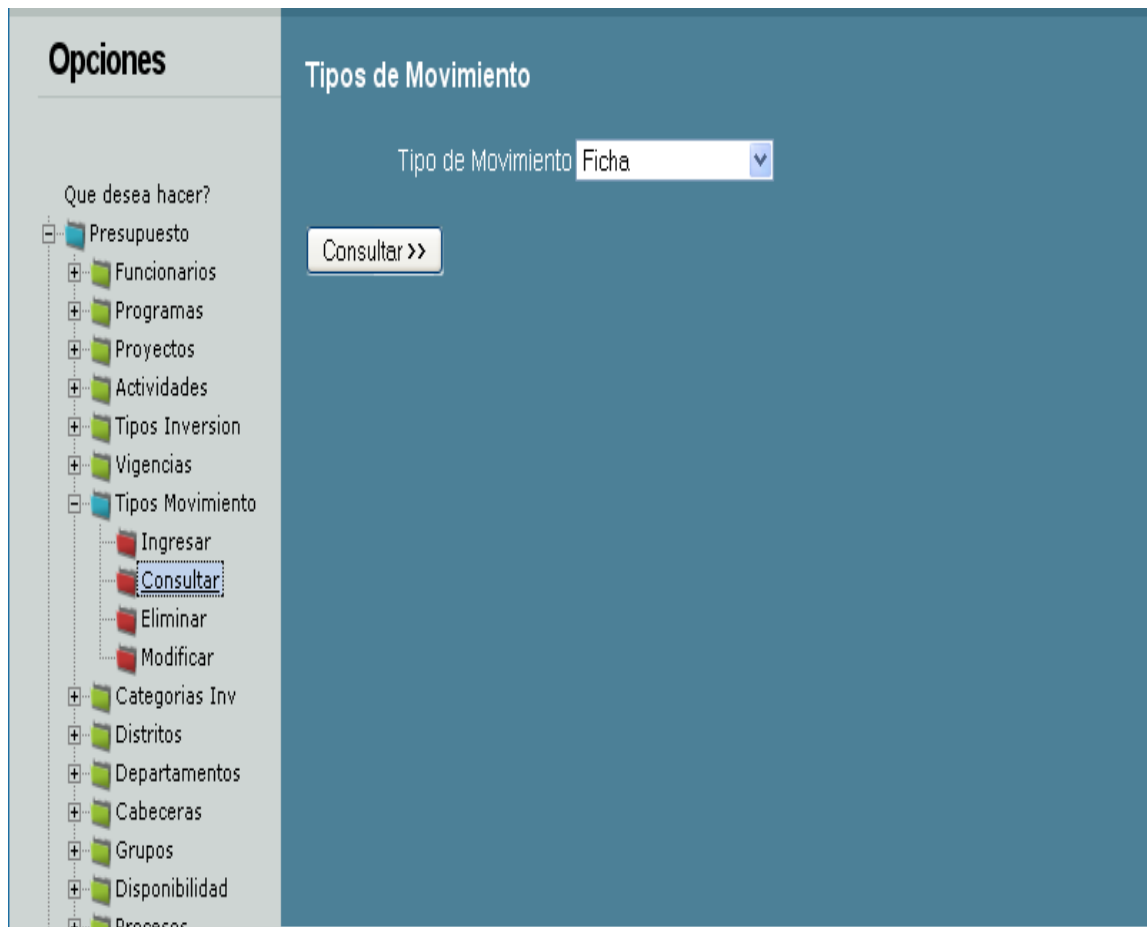 Opciones
Que desea hacer?
Presupuesto
Funcionarios
Programas
Proyectos
Actividades
Tipos Inversion
Vigencias
Tipos Movimiento
Ingresar
Consultar
Eliminar
Modificar
Categorias Inv
Distritos
Departamentos
Cabeceras
Grupos
Disponibilidad
Procesos
Tipos de Movimiento
Tipo de Movimiento Ficha
Consultar >>